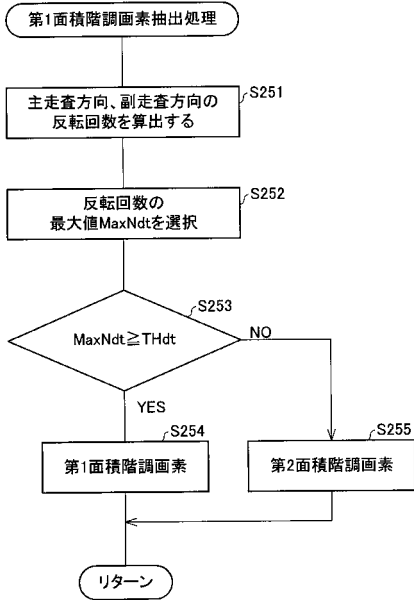 第1面積階調画素抽出処理
S251
主走査方向、副走査方向の
反転回数を算出する
S252
反転回数の
最大値MaxNdtを選択
S253
MaxNdt≧THdt
NO
YES
S254
第1面積階調画素
S255
第2面積階調画素
リターン